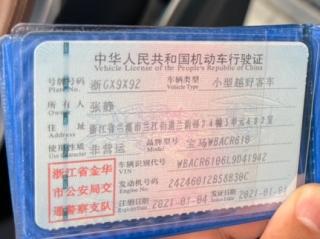 中华人民共和国机动车行驶证
Vehicle License of the People's Republic of China
号牌号码 浙GX9X9Z 车辆类型 小型越野客车
Plate No. Vehicle Type
所有人 张静
Owner
住址
Address
使用性质 非营运 品牌型号 宝马WBACR610
Use Character Model
浙江省金华
市公安局交
通警察支队
车辆识别代号
VIN
发动机号码
Engine No.
注册日期 2021-01-04 发证日期 2021-01-04
Register Date Issue Date